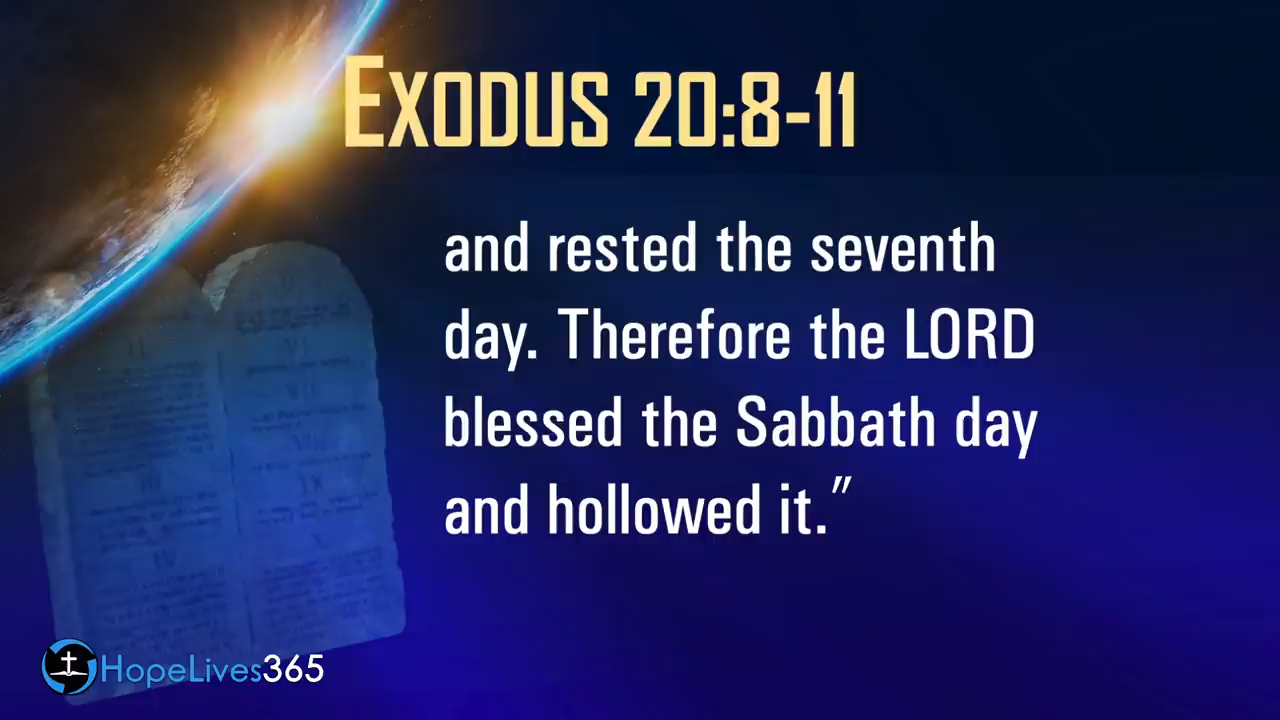 EXODUS 20:8-11
and rested the seventh
day. Therefore the LORD
blessed the Sabbath day
and hollowed it.”
HopeLives365